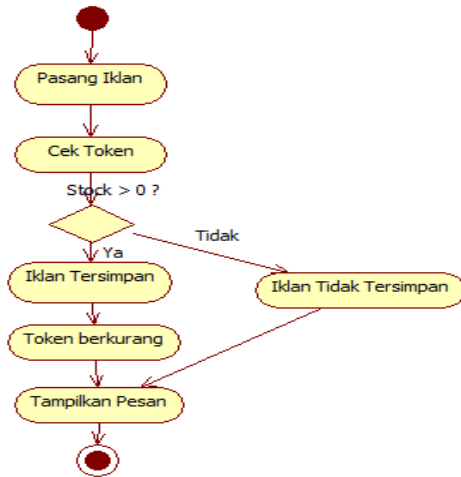 Pasang Iklan
Cek Token
Stock > 0 ?
Tidak
Ya
Iklan Tersimpan
Iklan Tidak Tersimpan
Token berkurang
Tampilkan Pesan